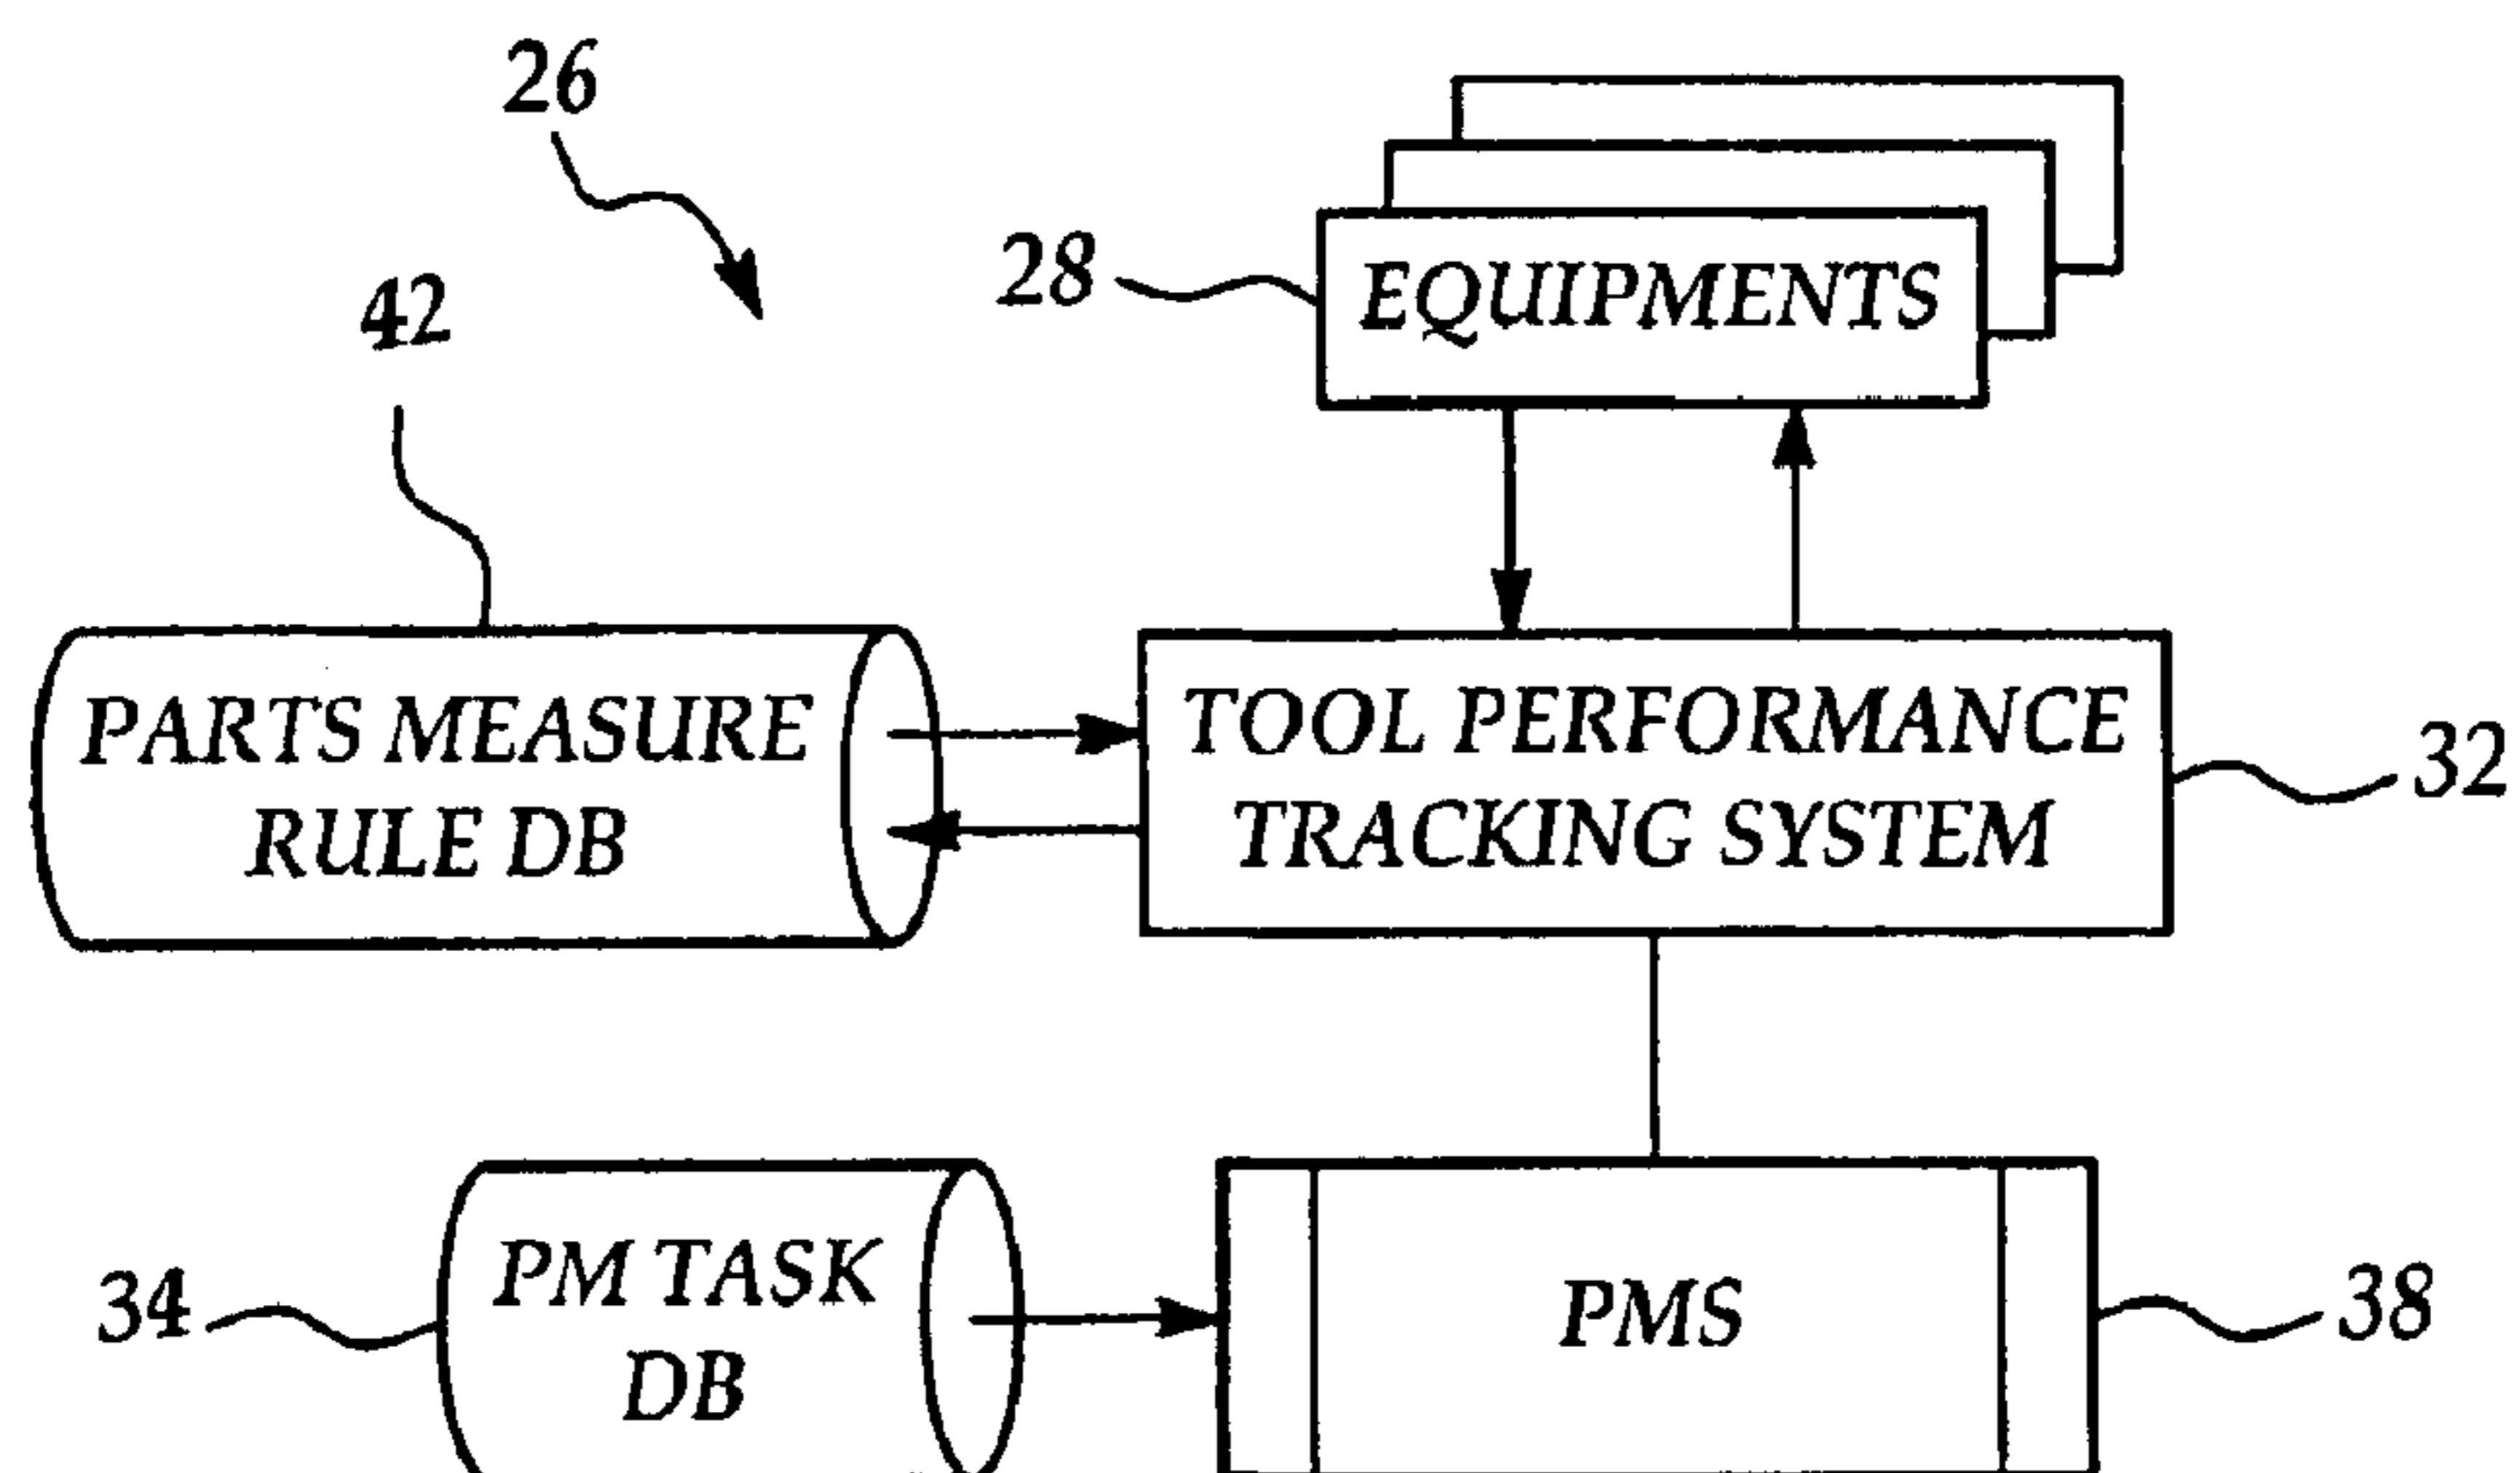 26
28
EQUIPMENTS
42
PARTS MEASURE
RULE DB
TOOL PERFORMANCE
TRACKING SYSTEM
32
34
PM TASK
DB
PMS
38